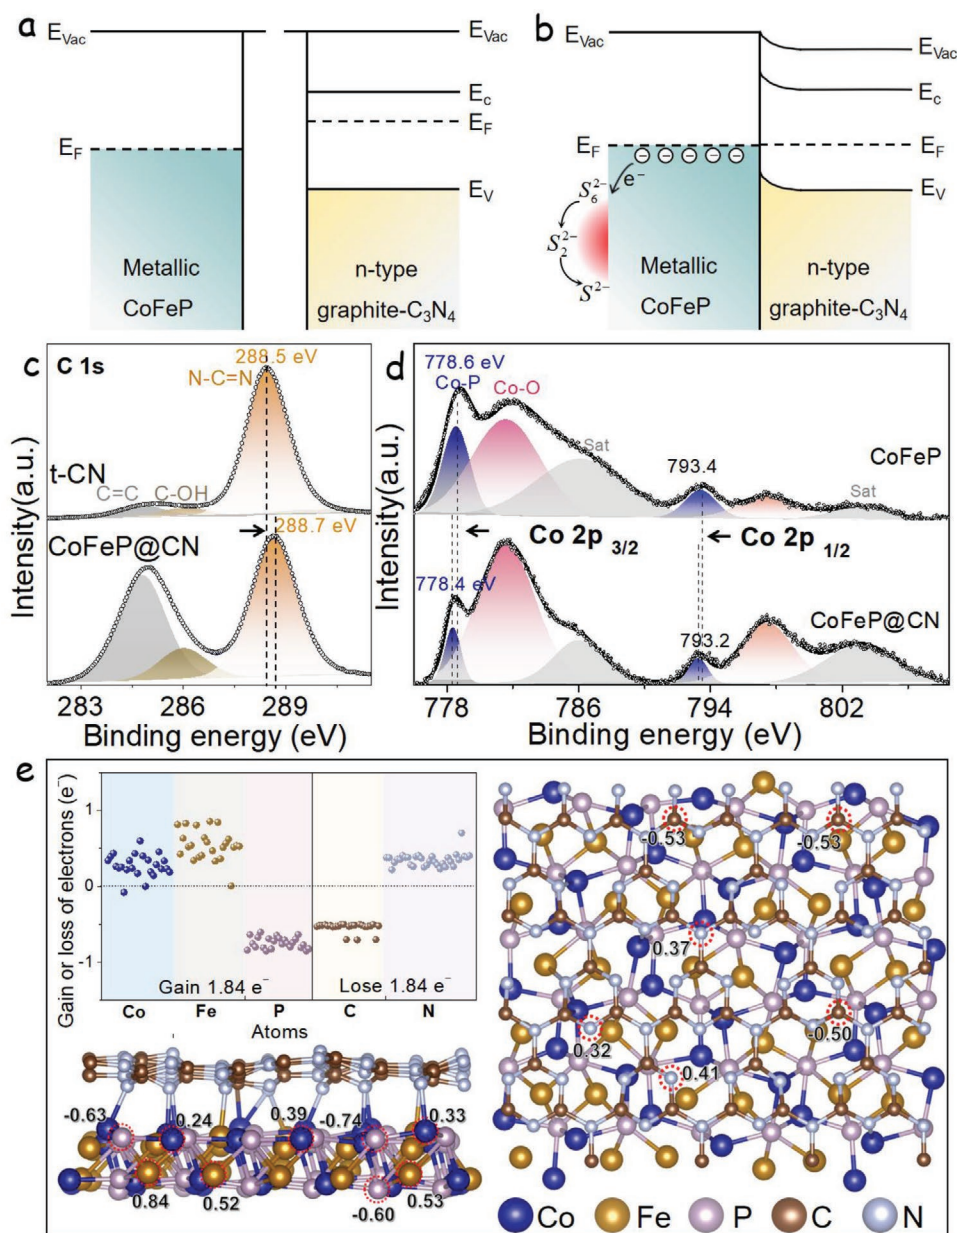 a
E_Vac
E_Vac
E_c
E_F
E_F
E_V
Metallic
CoFeP
n-type
graphite-C₃N₄
b
E_Vac
E_Vac
E_c
E_F
E_F
e⁻
S₆²⁻
S₂²⁻
S²⁻
E_V
Metallic
CoFeP
n-type
graphite-C₃N₄
c
C 1s
288.5 eV
N-C=N
t-CN
C=C
C-OH
288.7 eV
CoFeP@CN
Intensity(a.u.)
283
286
289
Binding energy (eV)
d
778.6 eV
Co-P
Co-O
Sat
793.4
CoFeP
Sat
Co 2p 3/2
Co 2p 1/2
778.4 eV
793.2
CoFeP@CN
Intensity(a.u.)
778
786
794
802
Binding energy (eV)
e
Gain or loss of electrons (e⁻)
1
0
-1
Gain 1.84 e⁻
Lose 1.84 e⁻
Co
Fe
P
C
N
Atoms
-0.63
0.24
0.39
-0.74
0.33
0.84
0.52
-0.60
0.53
-0.53
-0.53
0.37
0.32
-0.50
0.41
Co
Fe
P
C
N